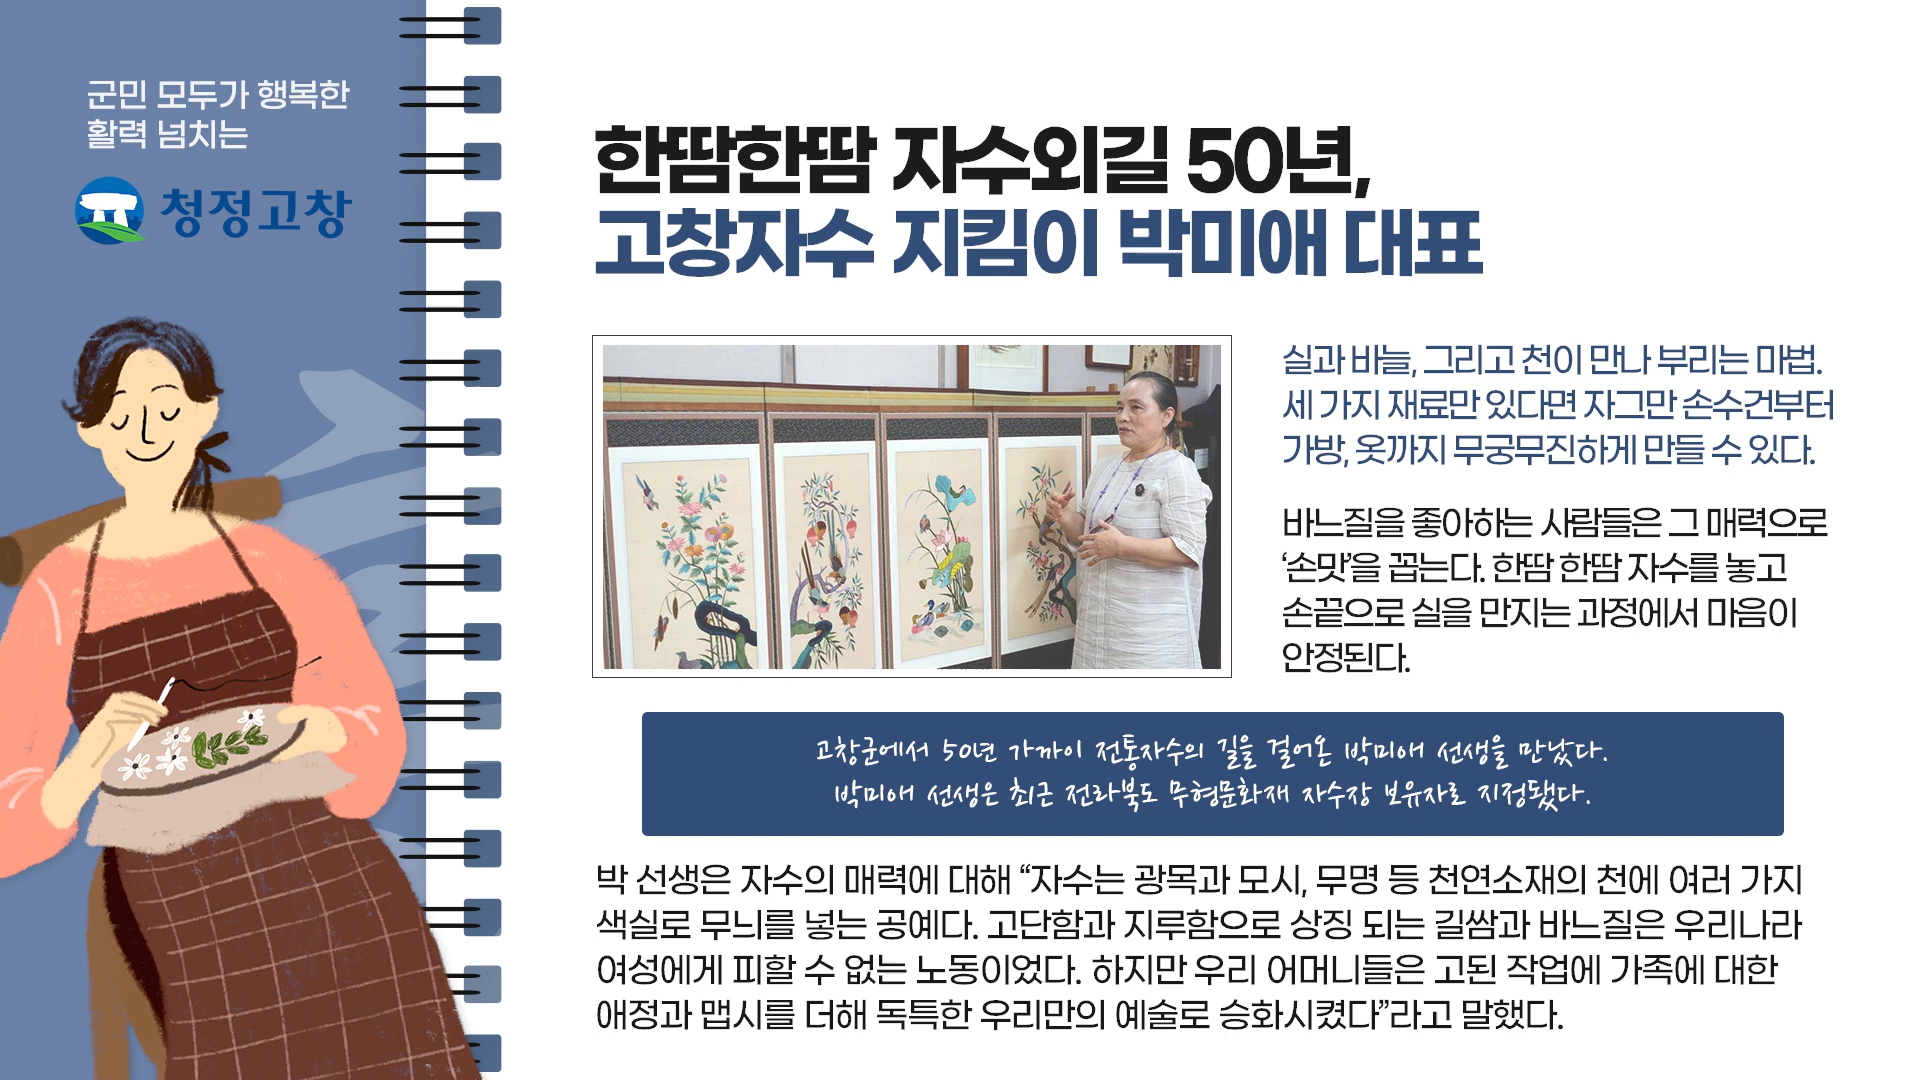 군민 모두가 행복한
활력 넘치는
청정고창
한땀한땀 자수외길 50년,
고창자수 지킴이 박미애 대표
실과 바늘, 그리고 천이 만나 부리는 마법.
세 가지 재료만 있다면 자그만 손수건부터
가방, 옷까지 무궁무진하게 만들 수 있다.
바느질을 좋아하는 사람들은 그 매력으로
‘손맛’을 꼽는다. 한땀 한땀 자수를 놓고
손끝으로 실을 만지는 과정에서 마음이
안정된다.
고창군에서 50년 가까이 전통자수의 길을 걸어온 박미애 선생을 만났다.
박미애 선생은 최근 전라북도 무형문화재 자수장 보유자로 지정됐다.
박 선생은 자수의 매력에 대해 “자수는 광목과 모시, 무명 등 천연소재의 천에 여러 가지
색실로 무늬를 넣는 공예다. 고단함과 지루함으로 상징 되는 길쌈과 바느질은 우리나라
여성에게 피할 수 없는 노동이었다. 하지만 우리 어머니들은 고된 작업에 가족에 대한
애정과 맵시를 더해 독특한 우리만의 예술로 승화시켰다”라고 말했다.